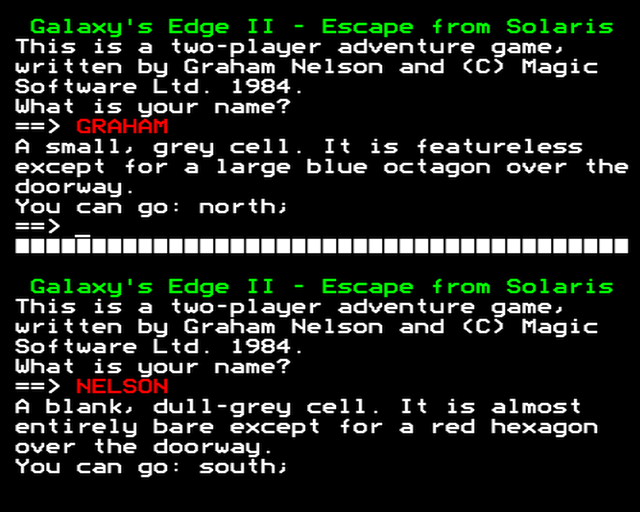 Galaxy's Edge II - Escape from Solaris
This is a two-player adventure game,
written by Graham Nelson and (C) Magic
Software Ltd. 1984.
What is your name?
==> GRAHAM
A small, grey cell. It is featureless
except for a large blue octagon over the
doorway.
You can go: north;
==> _
Galaxy's Edge II - Escape from Solaris
This is a two-player adventure game,
written by Graham Nelson and (C) Magic
Software Ltd. 1984.
What is your name?
==> NELSON
A blank, dull-grey cell. It is almost
entirely bare except for a red hexagon
over the doorway.
You can go: south;